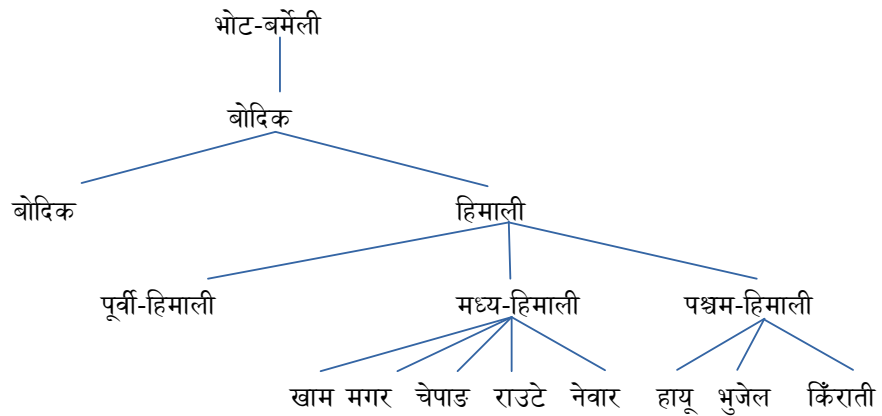 भोट-बर्मेली
बोदिक
बोदिक हिमाली
पूर्वी-हिमाली मध्य-हिमाली पश्चम-हिमाली
खाम मगर चेपाङ राउटे नेवार हायू भुजेल किँराती